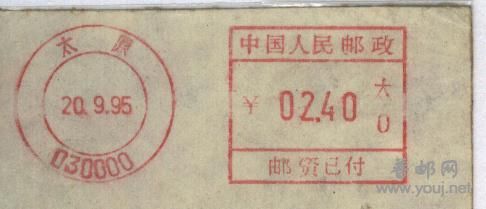 太原
20.9.95
030000
中国人民邮政
¥ 02.40 太 0
邮资已付
普邮网
www.youj.net